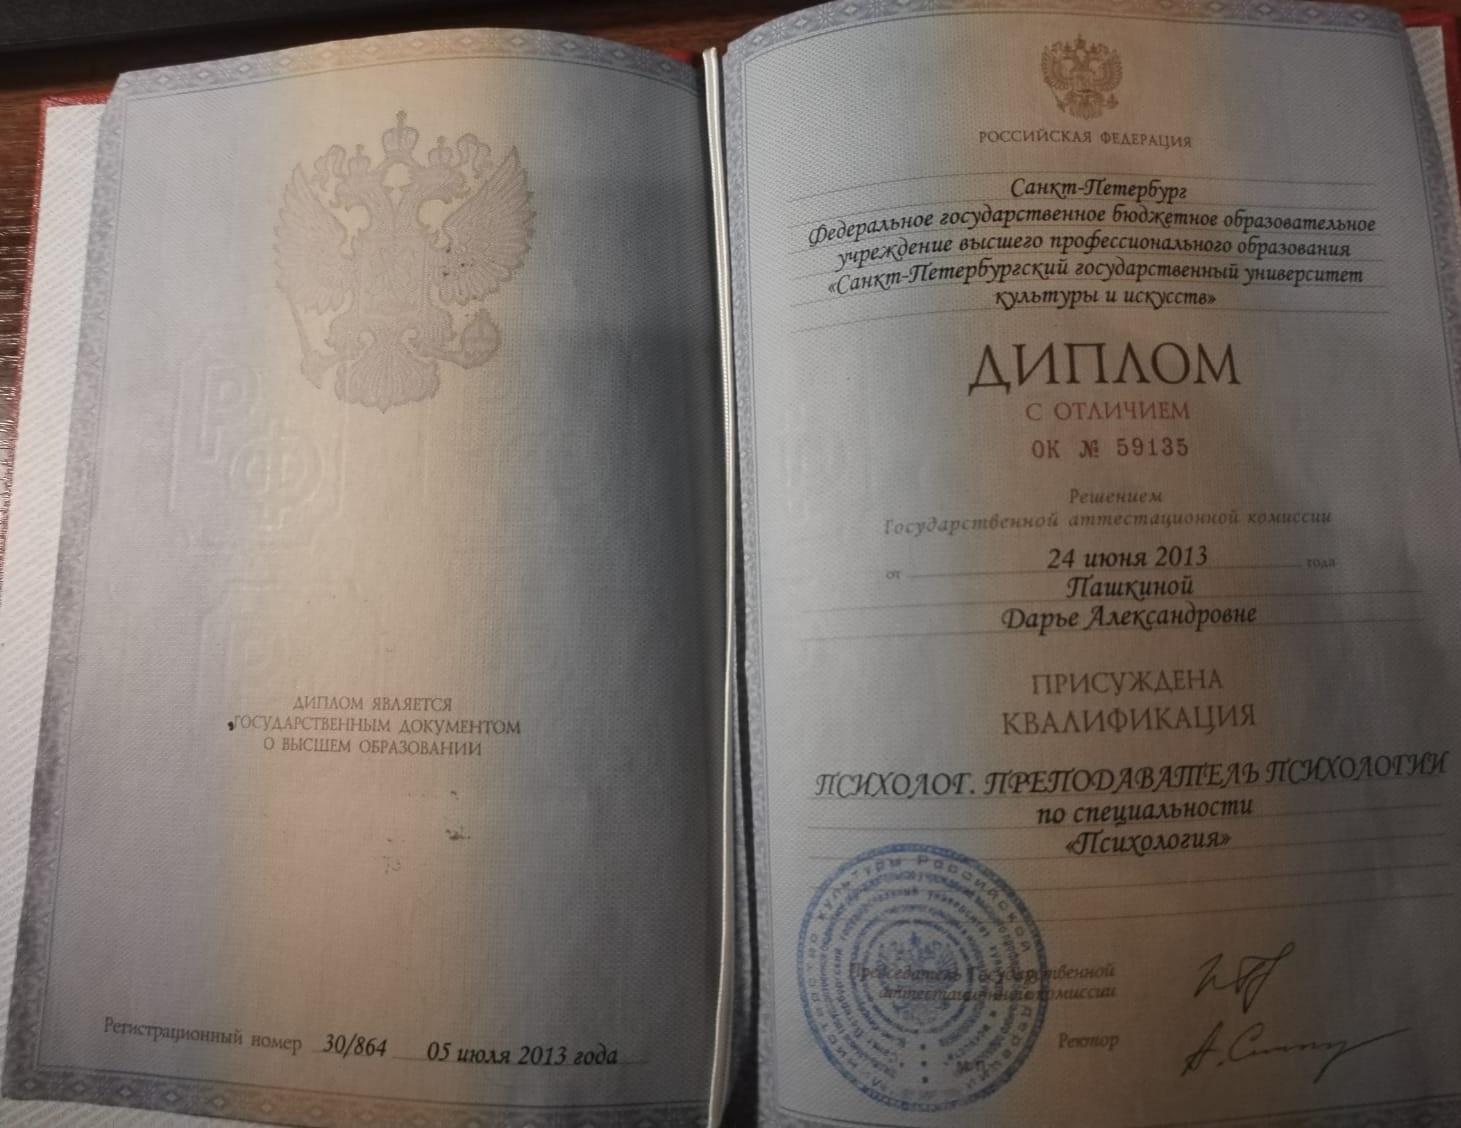 ДИПЛОМ ЯВЛЯЕТСЯ
ГОСУДАРСТВЕННЫМ ДОКУМЕНТОМ
О ВЫСШЕМ ОБРАЗОВАНИИ
Регистрационный номер 30/864 05 июля 2013 года
РОССИЙСКАЯ ФЕДЕРАЦИЯ
Санкт-Петербург
Федеральное государственное бюджетное образовательное
учреждение высшего профессионального образования
«Санкт-Петербургский государственный университет
культуры и искусств»
ДИПЛОМ
С ОТЛИЧИЕМ
ОК № 59135
Решением
Государственной аттестационной комиссии
от 24 июня 2013 года
Пашкиной
Дарье Александровне
ПРИСУЖДЕНА
КВАЛИФИКАЦИЯ
ПСИХОЛОГ. ПРЕПОДАВАТЕЛЬ ПСИХОЛОГИИ
по специальности
«Психология»
Председатель Государственной
аттестационной комиссии
Ректор